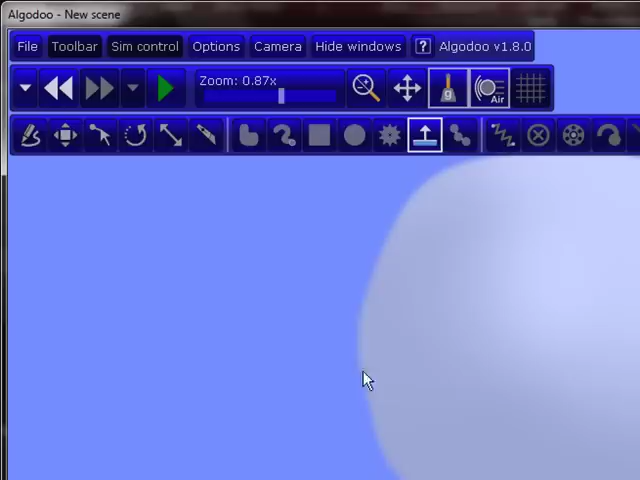 Algodoo - New scene
File Toolbar Sim control Options Camera Hide windows ? Algodoo v1.8.0
Zoom: 0.87x
g
Air